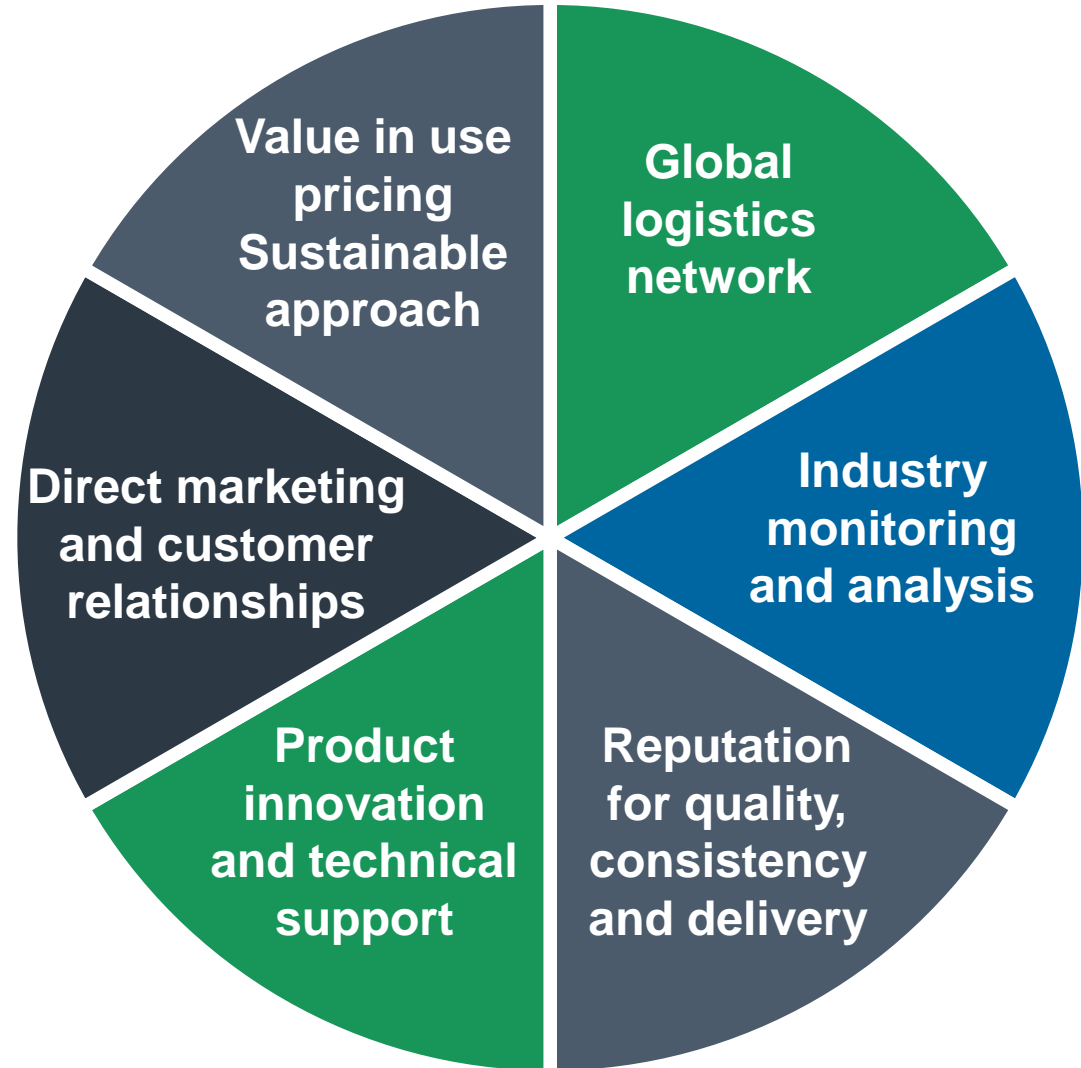 Value in use
pricing
Sustainable
approach
Global
logistics
network
Industry
monitoring
and analysis
Reputation
for quality,
consistency
and delivery
Product
innovation
and technical
support
Direct marketing
and customer
relationships